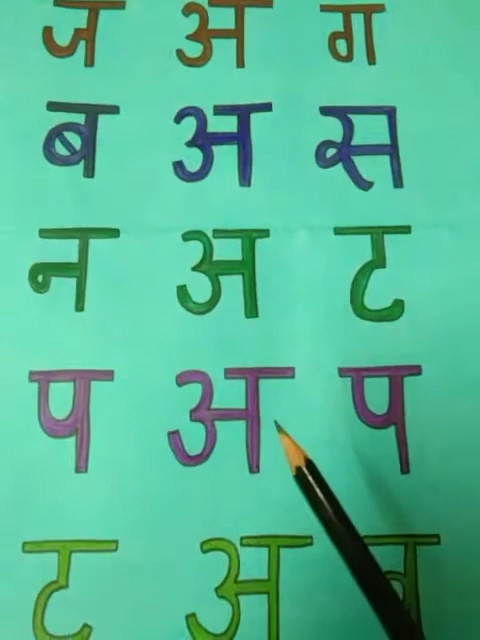 ज अ ग
ब अ स
न अ ट
प अ प
ट अ